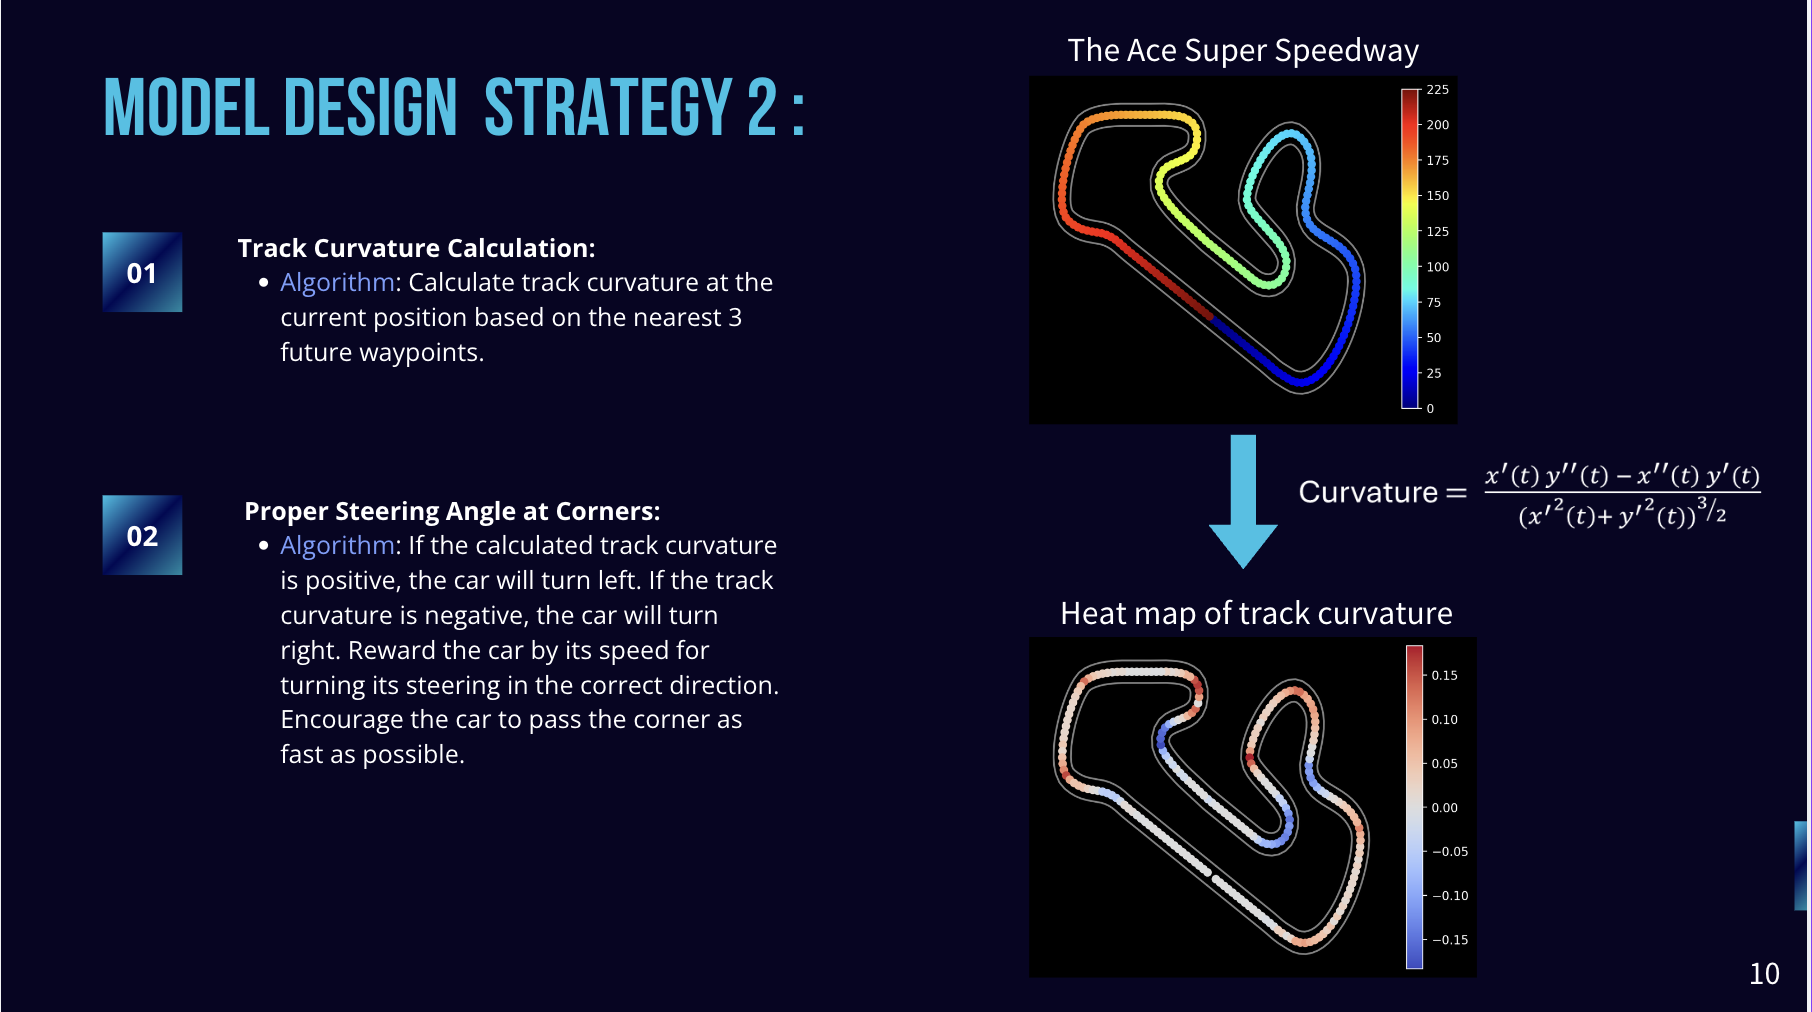 MODEL DESIGN STRATEGY 2 :
01
Track Curvature Calculation:
• Algorithm: Calculate track curvature at the
current position based on the nearest 3
future waypoints.
02
Proper Steering Angle at Corners:
• Algorithm: If the calculated track curvature
is positive, the car will turn left. If the track
curvature is negative, the car will turn
right. Reward the car by its speed for
turning its steering in the correct direction.
Encourage the car to pass the corner as
fast as possible.
The Ace Super Speedway
225
200
175
150
125
100
75
50
25
0
Curvature = x′(t) y′′(t) − x′′(t) y′(t)
(x′²(t)+ y′²(t))^3/2
Heat map of track curvature
0.15
0.10
0.05
0.00
−0.05
−0.10
−0.15
10